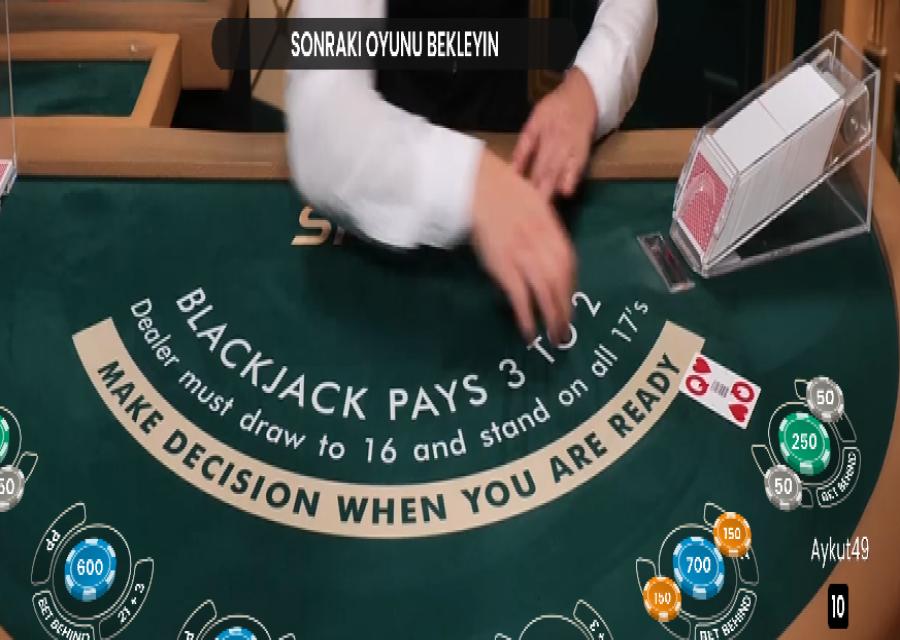 SONRAKI OYUNU BEKLEYIN
BLACKJACK PAYS 3 TO 2
Dealer must draw to 16 and stand on all 17's
MAKE DECISION WHEN YOU ARE READY
Q
Q
50
250
50
BET BEHIND
50
PP
600
21 + 3
BET BEHIND
150
700
150
BET BEHIND
Aykut49
10